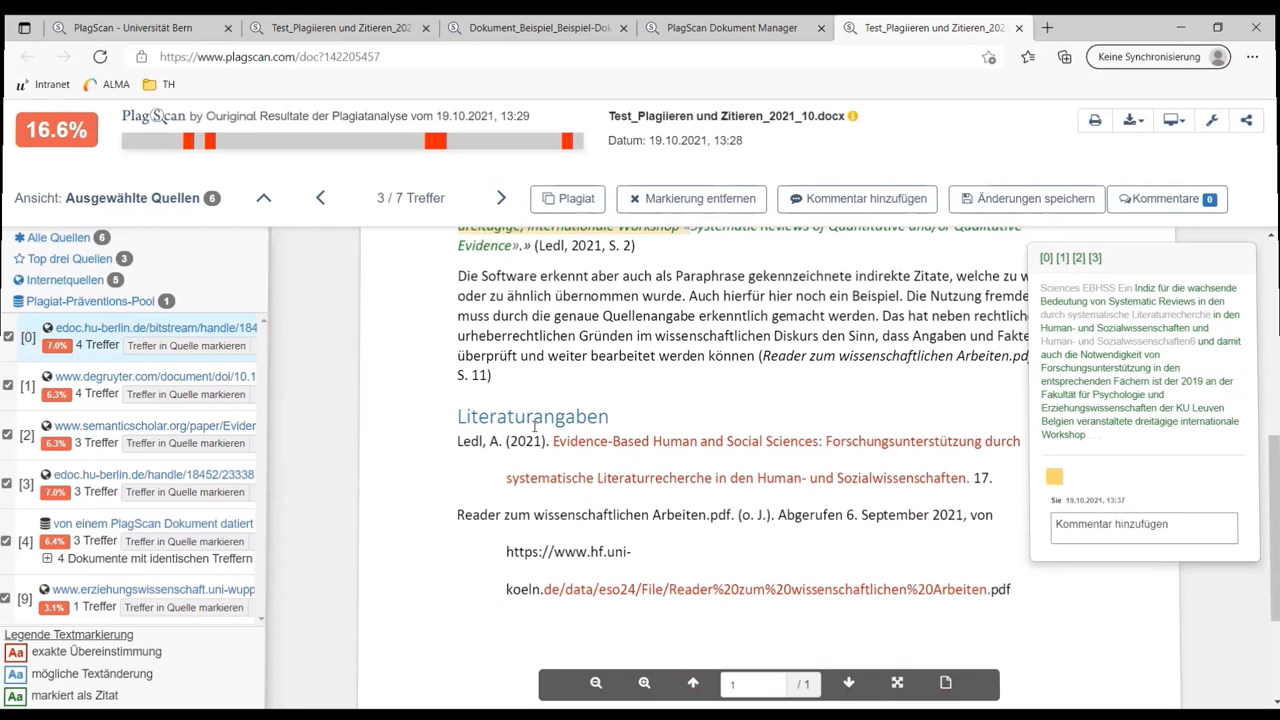 PlagScan - Universität Bern
Test_Plagiieren und Zitieren_202
Dokument_Beispiel_Beispiel-Dok
PlagScan Dokument Manager
Test_Plagiieren und Zitieren_202
https://www.plagscan.com/doc?142205457
Keine Synchronisierung
Intranet
ALMA
TH
16.6%
PlagScan by Ouriginal Resultate der Plagiatanalyse vom 19.10.2021, 13:29
Test_Plagiieren und Zitieren_2021_10.docx
Datum: 19.10.2021, 13:28
Ansicht: Ausgewählte Quellen 6
3 / 7 Treffer
Plagiat
Markierung entfernen
Kommentar hinzufügen
Änderungen speichern
Kommentare 0
Alle Quellen 6
Top drei Quellen 3
Internetquellen 5
Plagiat-Präventions-Pool 1
[0] edoc.hu-berlin.de/bitstream/handle/184
7.0% 4 Treffer Treffer in Quelle markieren
[1] www.degruyter.com/document/doi/10.1
6.3% 4 Treffer Treffer in Quelle markieren
[2] www.semanticscholar.org/paper/Eviden
6.3% 3 Treffer Treffer in Quelle markieren
[3] edoc.hu-berlin.de/handle/18452/23338
7.0% 3 Treffer Treffer in Quelle markieren
[4] von einem PlagScan Dokument datiert
6.4% 3 Treffer Treffer in Quelle markieren
4 Dokumente mit identischen Treffern
[9] www.erziehungswissenschaft.uni-wupp
3.1% 1 Treffer Treffer in Quelle markieren
Legende Textmarkierung
Aa exakte Übereinstimmung
Aa mögliche Textänderung
Aa markiert als Zitat
dreitägige, internationale Workshop «Systematic Reviews of Quantitative and/or Qualitative
Evidence».» (Ledl, 2021, S. 2)
Die Software erkennt aber auch als Paraphrase gekennzeichnete indirekte Zitate, welche zu w
oder zu ähnlich übernommen wurde. Auch hierfür hier noch ein Beispiel. Die Nutzung fremde
muss durch die genaue Quellenangabe erkenntlich gemacht werden. Das hat neben rechtliche
urheberrechtlichen Gründen im wissenschaftlichen Diskurs den Sinn, dass Angaben und Fakte
überprüft und weiter bearbeitet werden können (Reader zum wissenschaftlichen Arbeiten.pd
S. 11)
Literaturangaben
Ledl, A. (2021). Evidence-Based Human and Social Sciences: Forschungsunterstützung durch
systematische Literaturrecherche in den Human- und Sozialwissenschaften. 17.
Reader zum wissenschaftlichen Arbeiten.pdf. (o. J.). Abgerufen 6. September 2021, von
https://www.hf.uni-
koeln.de/data/eso24/File/Reader%20zum%20wissenschaftlichen%20Arbeiten.pdf
1 / 1
[0] [1] [2] [3]
Sciences EBHSS Ein Indiz für die wachsende
Bedeutung von Systematic Reviews in den
durch systematische Literaturrecherche in den
Human- und Sozialwissenschaften und
Human- und Sozialwissenschaften6 und damit
auch die Notwendigkeit von
Forschungsunterstützung in den
entsprechenden Fächern ist der 2019 an der
Fakultät für Psychologie und
Erziehungswissenschaften der KU Leuven
Belgien veranstaltete dreitägige internationale
Workshop ...
Sie 19.10.2021, 13:37
Kommentar hinzufügen